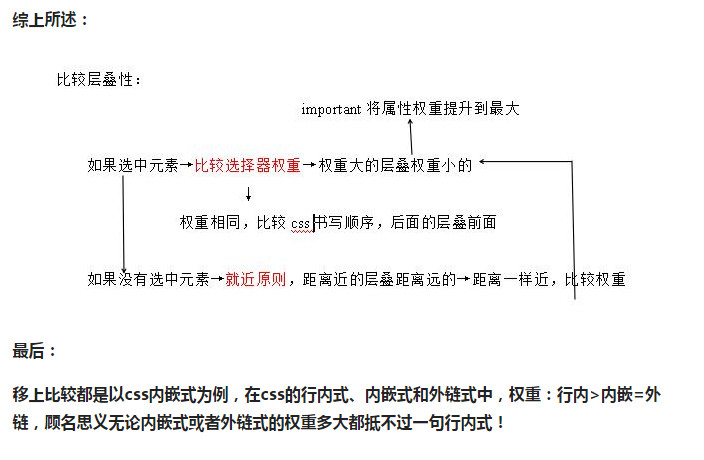 综上所述：
比较层叠性：
important 将属性权重提升到最大
如果选中元素→比较选择器权重→权重大的层叠权重小的
权重相同，比较 css 书写顺序，后面的层叠前面
如果没有选中元素→就近原则，距离近的层叠距离远的→距离一样近，比较权重
最后：
移上比较都是以css内嵌式为例，在css的行内式、内嵌式和外链式中，权重：行内>内嵌=外
链，顾名思义无论内嵌式或者外链式的权重多大都抵不过一句行内式！